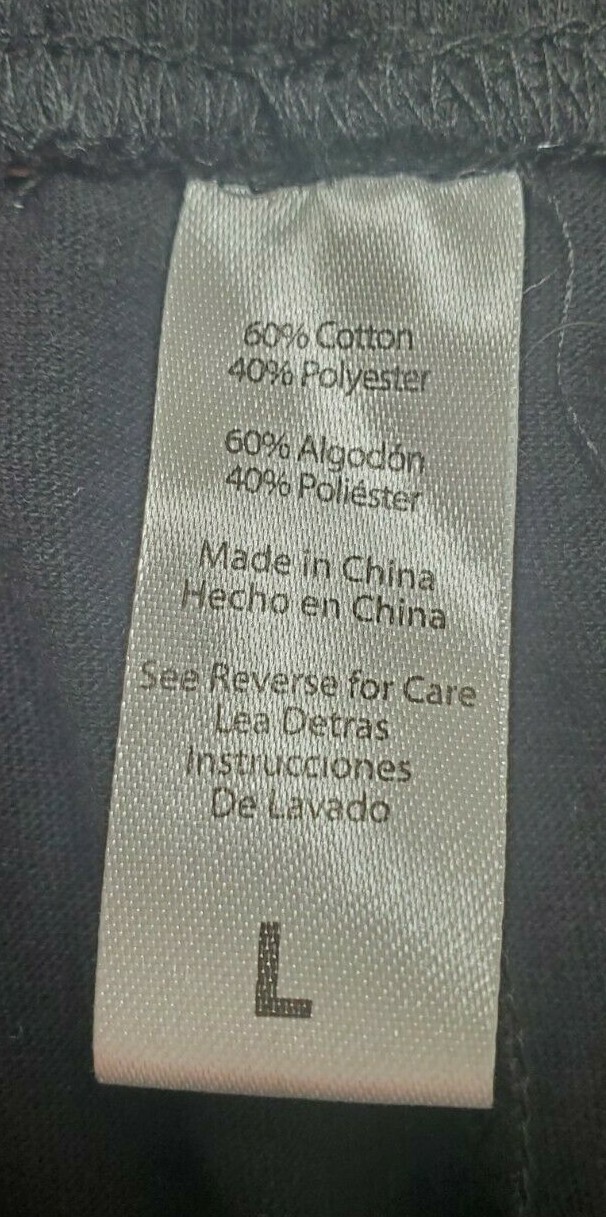 60% Cotton
40% Polyester
60% Algodón
40% Poliéster
Made in China
Hecho en China
See Reverse for Care
Lea Detras
Instrucciones
De Lavado
L